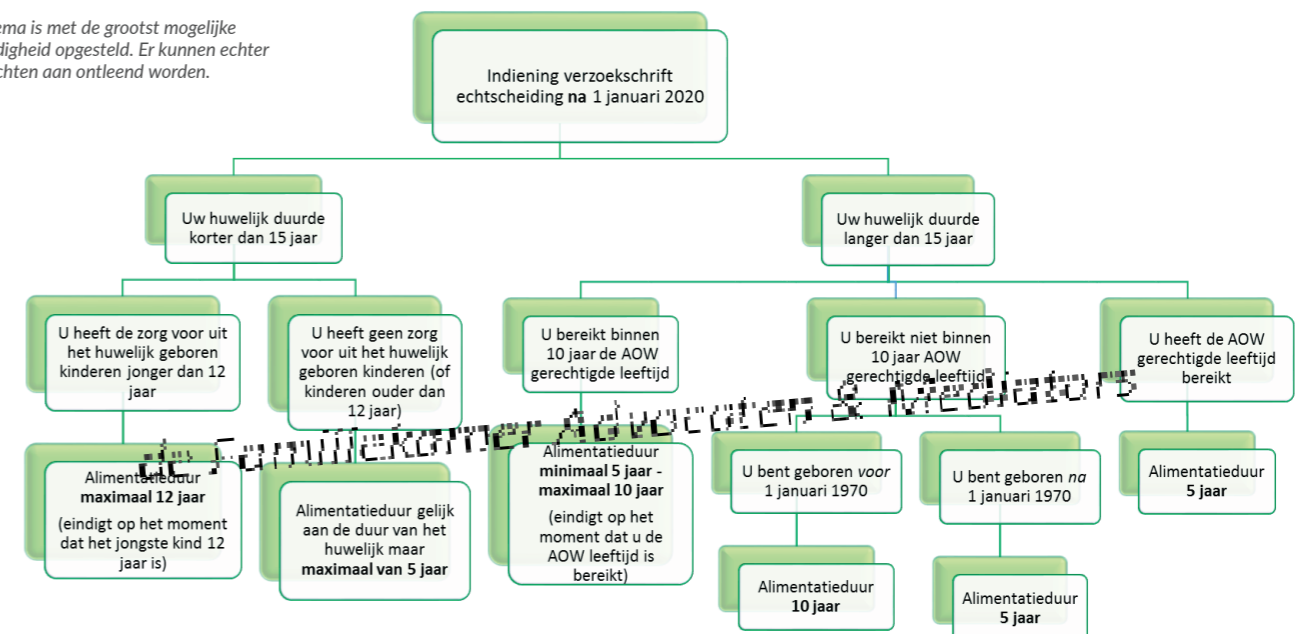 ema is met de grootst mogelijke
digheid opgesteld. Er kunnen echter
chten aan ontleend worden.
Indiening verzoekschrift
echtscheiding na 1 januari 2020
Uw huwelijk duurde
korter dan 15 jaar
Uw huwelijk duurde
langer dan 15 jaar
U heeft de zorg voor uit
het huwelijk geboren
kinderen jonger dan 12
jaar
U heeft geen zorg
voor uit het huwelijk
geboren kinderen (of
kinderen ouder dan
12 jaar)
U bereikt binnen
10 jaar de AOW
gerechtigde leeftijd
U bereikt niet binnen
10 jaar AOW
gerechtigde leeftijd
U heeft de AOW
gerechtigde leeftijd
bereikt
de Familiekamer Advocaten & Mediators
Alimentatieduur
maximaal 12 jaar
(eindigt op het moment
dat het jongste kind 12
jaar is)
Alimentatieduur gelijk
aan de duur van het
huwelijk maar
maximaal van 5 jaar
Alimentatieduur
minimaal 5 jaar -
maximaal 10 jaar
(eindigt op het
moment dat u de
AOW leeftijd is
bereikt)
U bent geboren voor
1 januari 1970
U bent geboren na
1 januari 1970
Alimentatieduur
5 jaar
Alimentatieduur
10 jaar
Alimentatieduur
5 jaar